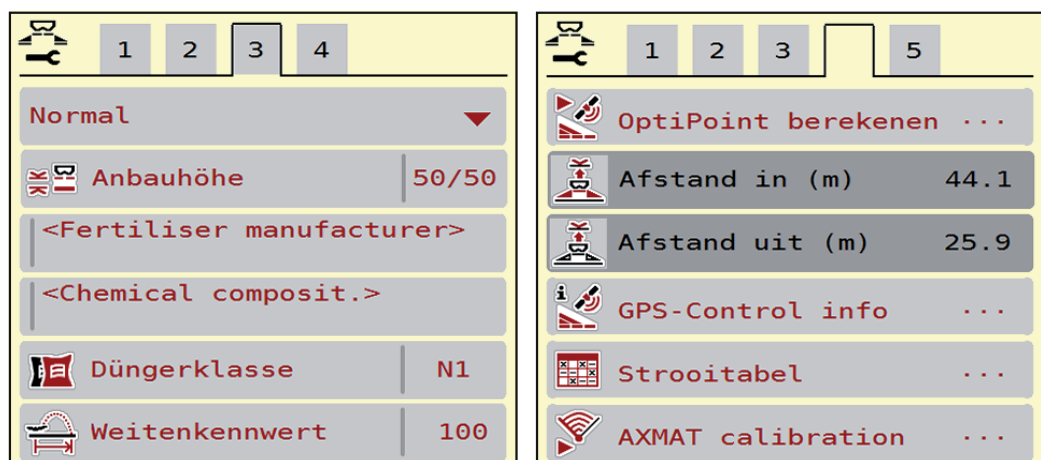 1 2 3 4
Normal
Anbauhöhe 50/50
<Fertiliser manufacturer>
<Chemical composit.>
Düngerklasse N1
Weitenkennwert 100
1 2 3 5
OptiPoint berekenen ...
Afstand in (m) 44.1
Afstand uit (m) 25.9
GPS-Control info ...
Strooitabel ...
AXMAT calibration ...